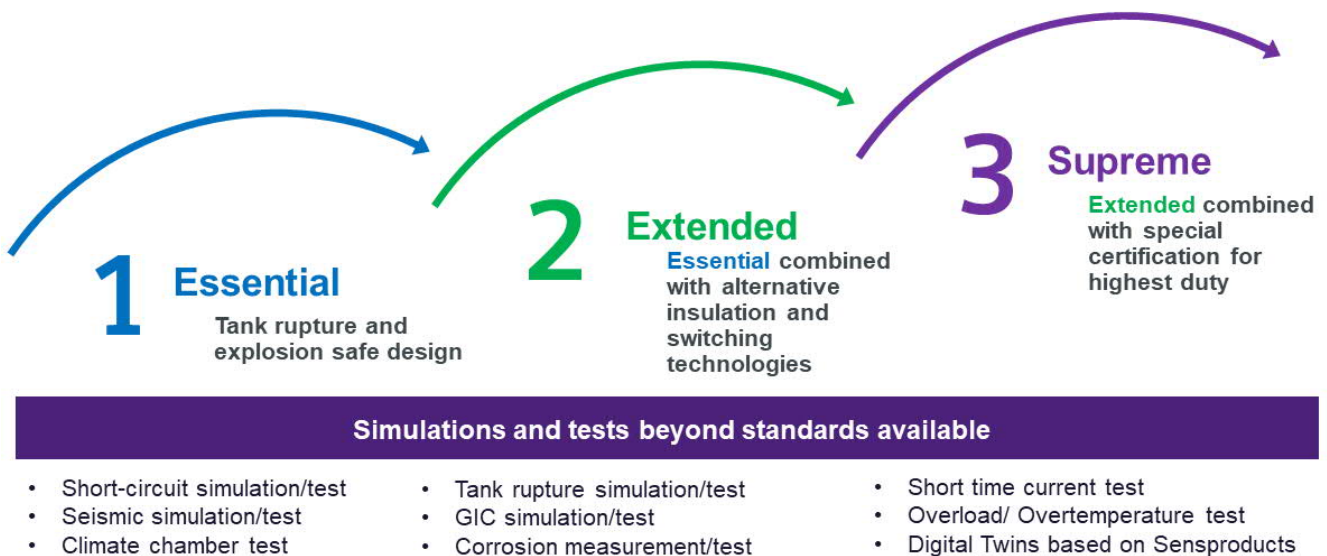 1 Essential
Tank rupture and
explosion safe design
2 Extended
Essential combined
with alternative
insulation and
switching
technologies
3 Supreme
Extended combined
with special
certification for
highest duty
Simulations and tests beyond standards available
• Short-circuit simulation/test
• Seismic simulation/test
• Climate chamber test
• Tank rupture simulation/test
• GIC simulation/test
• Corrosion measurement/test
• Short time current test
• Overload/ Overtemperature test
• Digital Twins based on Sensproducts